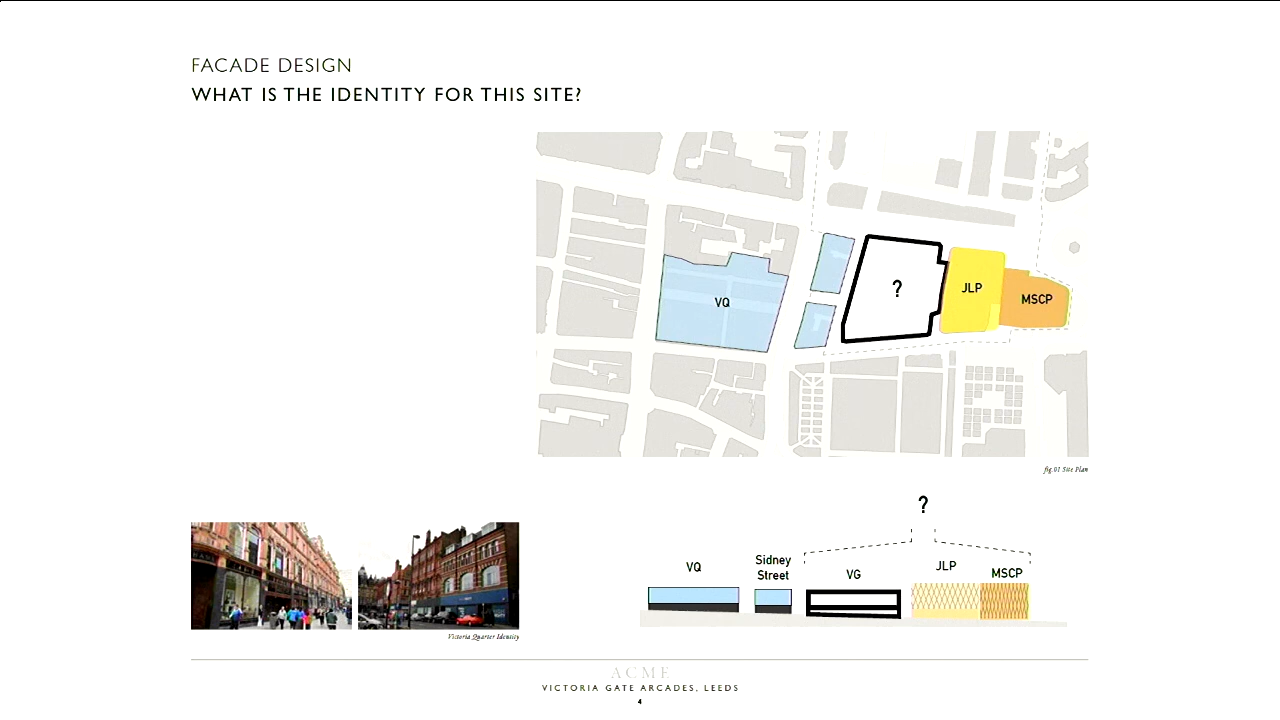 FACADE DESIGN
WHAT IS THE IDENTITY FOR THIS SITE?
VQ
?
JLP
MSCP
fig.01 Site Plan
?
VQ
Sidney
Street
VG
JLP
MSCP
Victoria Quarter Identity
ACME
VICTORIA GATE ARCADES, LEEDS
4